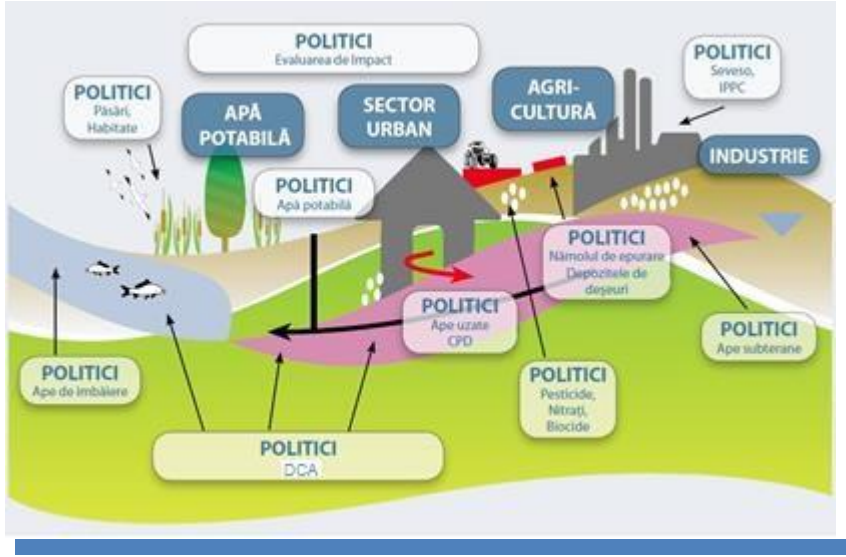 POLITICI
Evaluarea de Impact
POLITICI
Seveso,
IPPC
POLITICI
Păsări,
Habitate
APĂ
POTABILĂ
SECTOR
URBAN
AGRI-
CULTURĂ
INDUSTRIE
POLITICI
Apă potabilă
POLITICI
Nămolul de epurare
Depozitele de
deșeuri
POLITICI
Ape uzate
CPD
POLITICI
Ape subterane
POLITICI
Ape de îmbăiere
POLITICI
Pesticide,
Nitrați,
Biocide
POLITICI
DCA